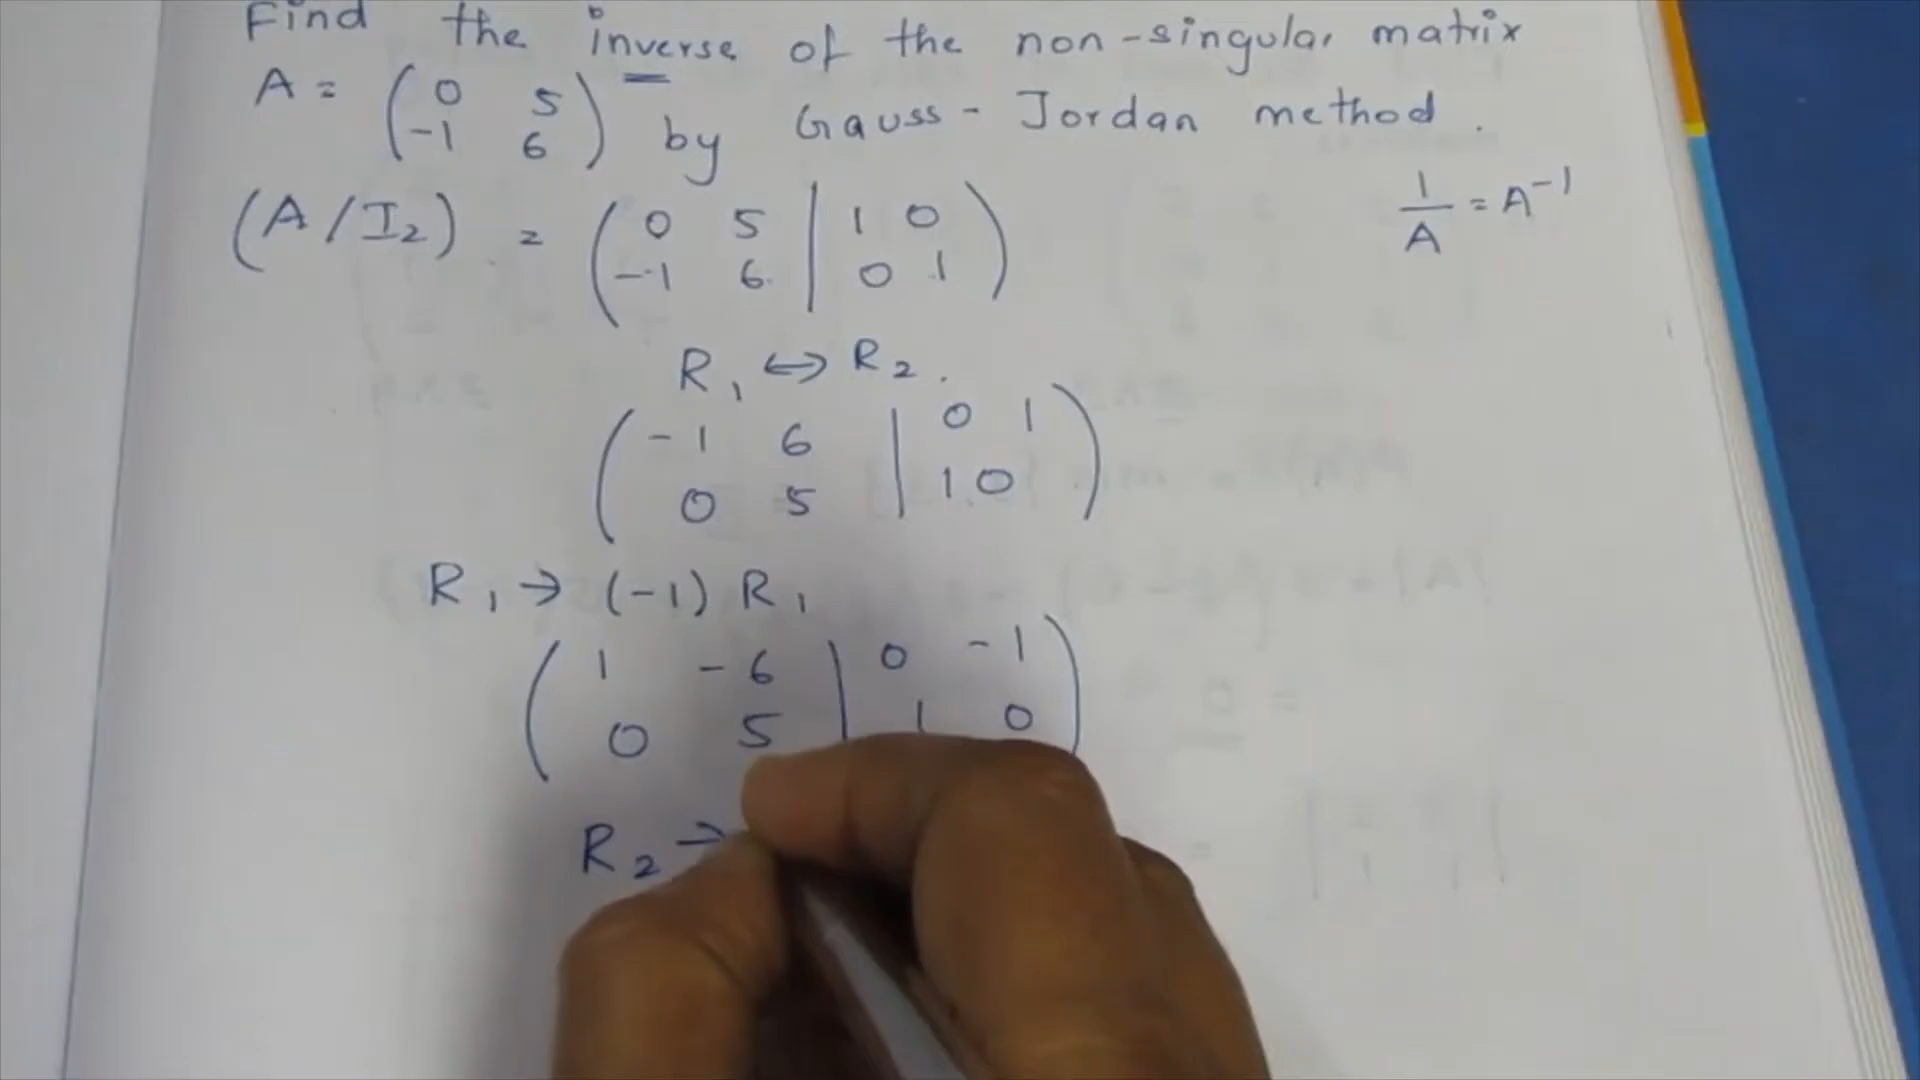 Find the inverse of the non-singular matrix
A = ( 0 5
-1 6 ) by Gauss - Jordan method.
(A/I2) = ( 0 5 | 1 0
-1 6 | 0 1 )
1/A = A^-1
R1 ↔ R2.
( -1 6 | 0 1
0 5 | 1 0 )
R1 → (-1) R1
( 1 -6 | 0 -1
0 5 | 1 0 )
R2 →